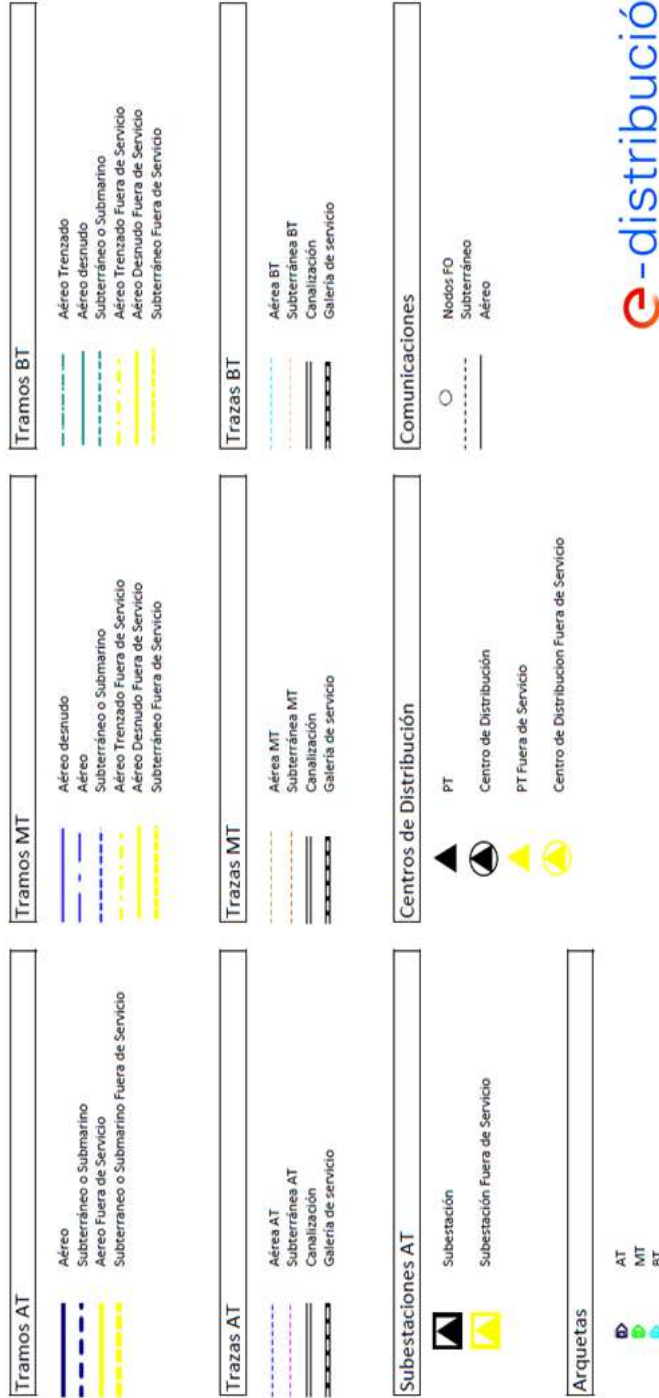 Tramos AT
Aéreo
Subterráneo o Submarino
Aereo Fuera de Servicio
Subterraneo o Submarino Fuera de Servicio
Tramos MT
Aéreo desnudo
Aéreo
Subterráneo o Submarino
Aéreo Trenzado Fuera de Servicio
Aéreo Desnudo Fuera de Servicio
Subterráneo Fuera de Servicio
Tramos BT
Aéreo Trenzado
Aéreo desnudo
Subterráneo o Submarino
Aéreo Trenzado Fuera de Servicio
Aéreo Desnudo Fuera de Servicio
Subterráneo Fuera de Servicio
Trazas AT
Aérea AT
Subterránea AT
Canalización
Galería de servicio
Trazas MT
Aérea MT
Subterránea MT
Canalización
Galería de servicio
Trazas BT
Aérea BT
Subterránea BT
Canalización
Galería de servicio
Subestaciones AT
Subestación
Subestación Fuera de Servicio
Centros de Distribución
PT
Centro de Distribución
PT Fuera de Servicio
Centro de Distribucion Fuera de Servicio
Comunicaciones
Nodos FO
Subterráneo
Aéreo
Arquetas
AT
MT
BT
e-distribució